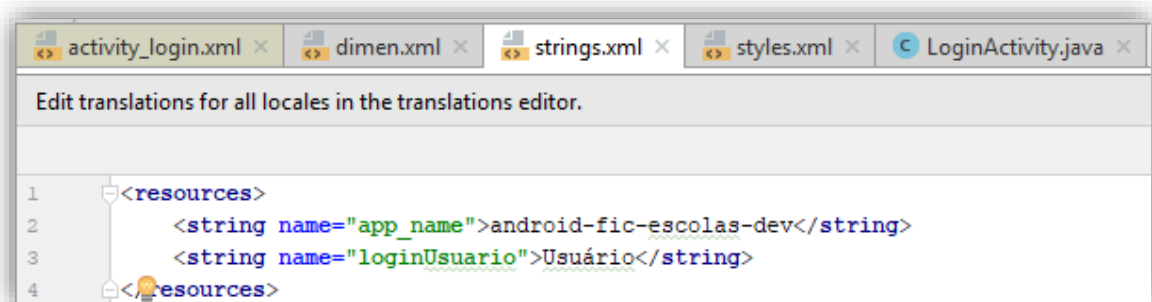 activity_login.xml dimen.xml strings.xml styles.xml C LoginActivity.java
Edit translations for all locales in the translations editor.
1 <resources>
2 <string name="app_name">android-fic-escolas-dev</string>
3 <string name="loginUsuario">Usuário</string>
4 </resources>